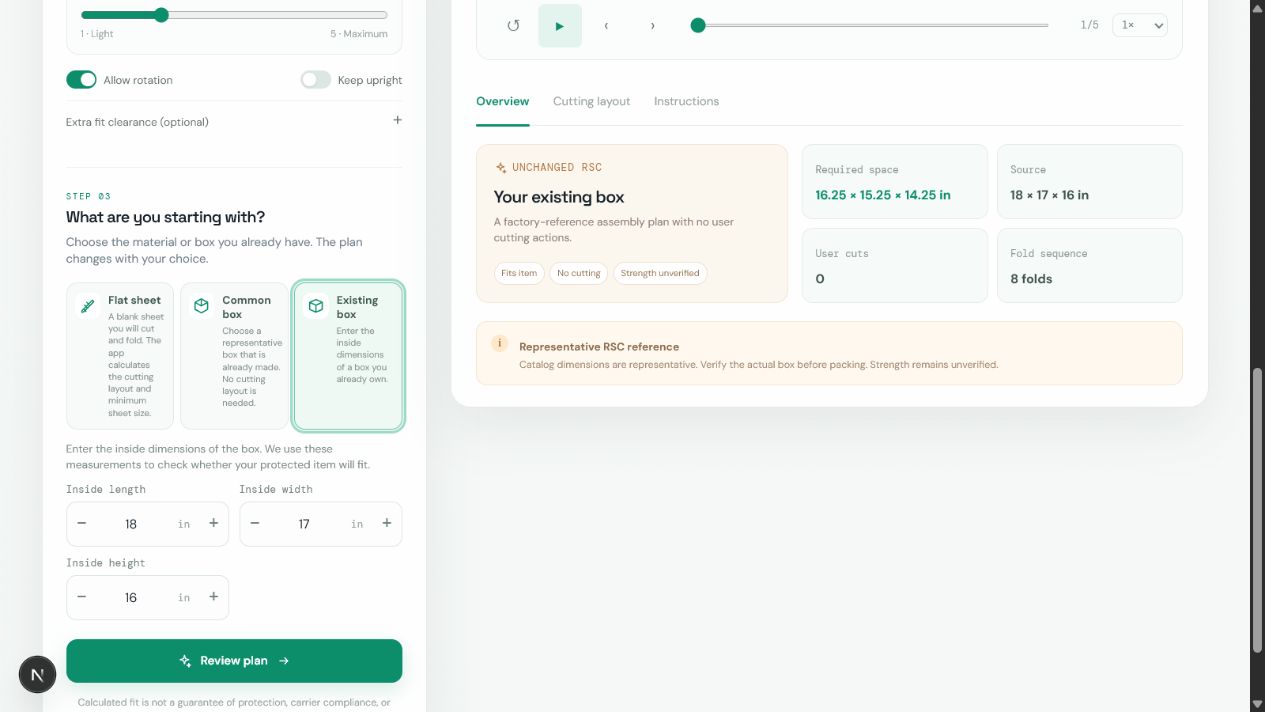 1 · Light
5 · Maximum
Allow rotation
Keep upright
Extra fit clearance (optional)
+
STEP 03
What are you starting with?
Choose the material or box you already have. The plan
changes with your choice.
Flat sheet
A blank sheet
you will cut
and fold. The
app
calculates
the cutting
layout and
minimum
sheet size.
Common
box
Choose a
representative
box that is
already made.
No cutting
layout is
needed.
Existing
box
Enter the
inside
dimensions
of a box you
already own.
Enter the inside dimensions of the box. We use these
measurements to check whether your protected item will fit.
Inside length
− 18 in +
Inside width
− 17 in +
Inside height
− 16 in +
Review plan →
Calculated fit is not a guarantee of protection, carrier compliance, or
N
1/5
1×
Overview
Cutting layout
Instructions
UNCHANGED RSC
Your existing box
A factory-reference assembly plan with no user
cutting actions.
Fits item
No cutting
Strength unverified
Required space
16.25 × 15.25 × 14.25 in
Source
18 × 17 × 16 in
User cuts
0
Fold sequence
8 folds
i
Representative RSC reference
Catalog dimensions are representative. Verify the actual box before packing. Strength remains unverified.